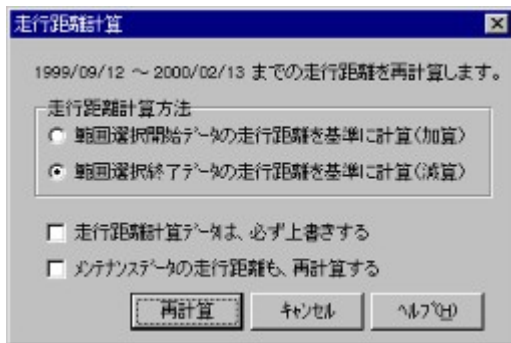 走行距離計算
1999/09/12 ～ 2000/02/13 までの走行距離を再計算します。
走行距離計算方法
範囲選択開始ﾃﾞｰﾀの走行距離を基準に計算(加算)
範囲選択終了ﾃﾞｰﾀの走行距離を基準に計算(減算)
走行距離計算ﾃﾞｰﾀは、必ず上書きする
ﾒﾝﾃﾅﾝｽﾃﾞｰﾀの走行距離も、再計算する
再計算 ｷｬﾝｾﾙ ﾍﾙﾌﾟ(H)